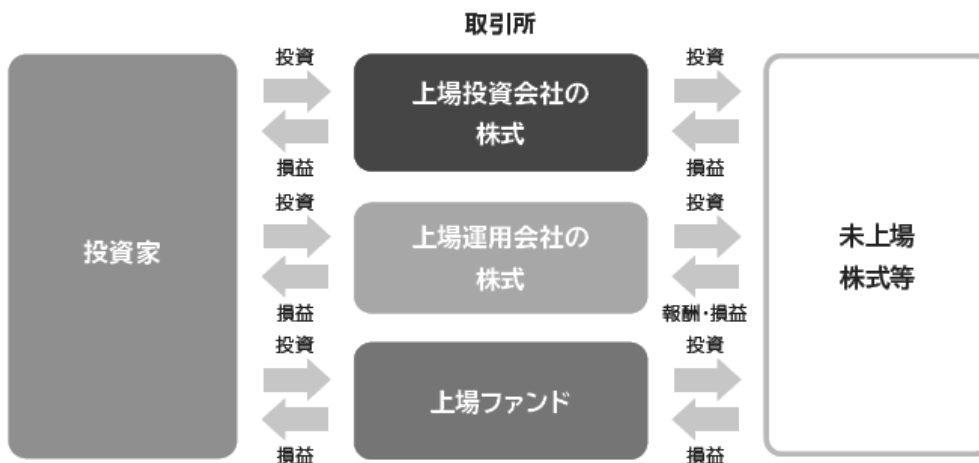 取引所
投資家
投資
損益
上場投資会社の
株式
投資
損益
投資
損益
上場運用会社の
株式
投資
報酬・損益
投資
損益
上場ファンド
投資
損益
未上場
株式等